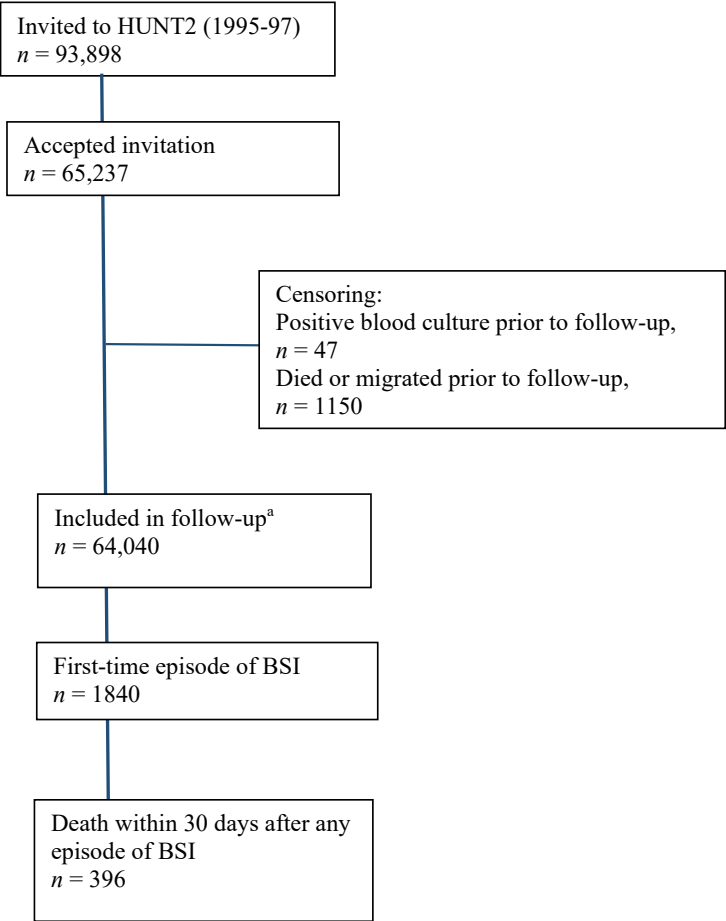 Invited to HUNT2 (1995-97)
n = 93,898
Accepted invitation
n = 65,237
Censoring:
Positive blood culture prior to follow-up,
n = 47
Died or migrated prior to follow-up,
n = 1150
Included in follow-upᵃ
n = 64,040
First-time episode of BSI
n = 1840
Death within 30 days after any
episode of BSI
n = 396